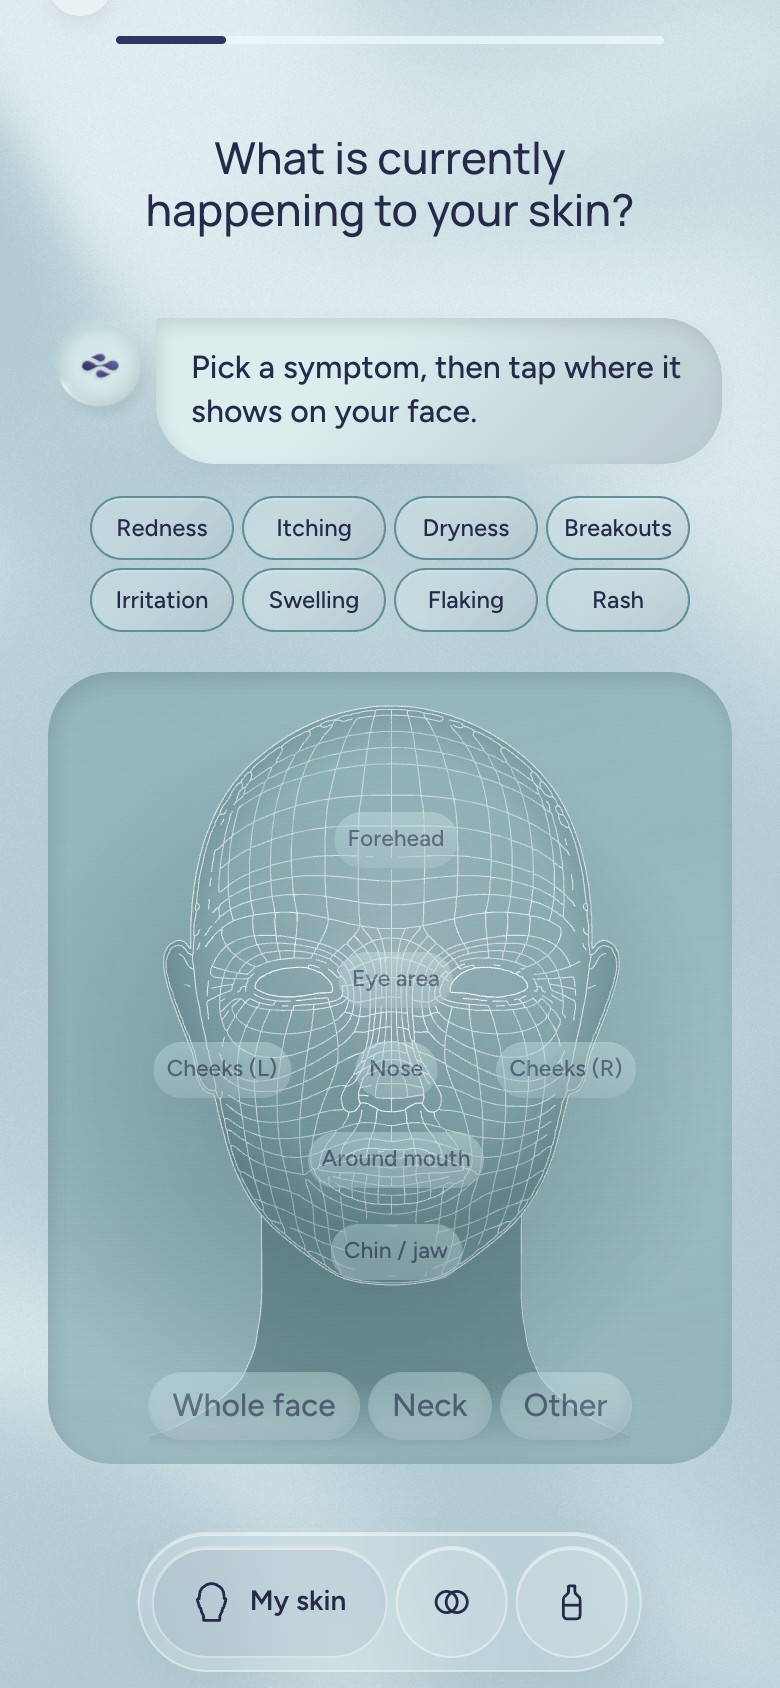 What is currently
happening to your skin?
Pick a symptom, then tap where it
shows on your face.
Redness
Itching
Dryness
Breakouts
Irritation
Swelling
Flaking
Rash
Forehead
Eye area
Cheeks (L)
Nose
Cheeks (R)
Around mouth
Chin / jaw
Whole face
Neck
Other
My skin